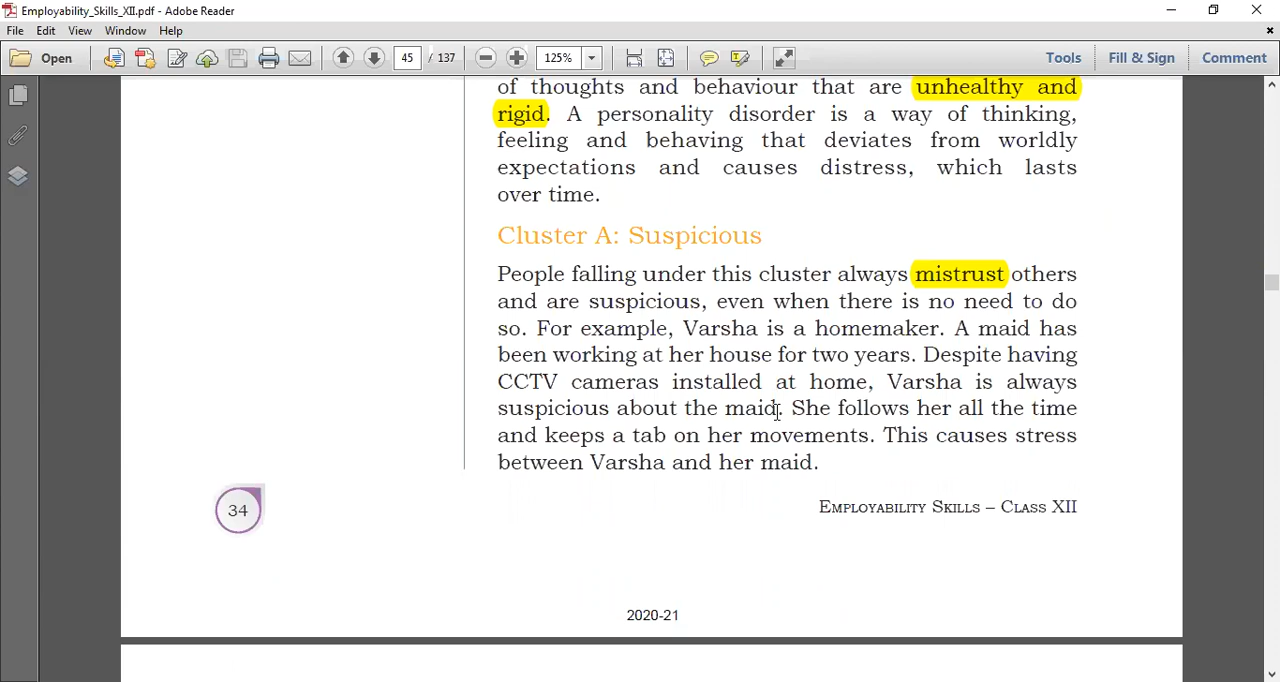 Employability_Skills_XII.pdf - Adobe Reader
File Edit View Window Help
Open 45 / 137 125% Tools Fill & Sign Comment
of thoughts and behaviour that are unhealthy and
rigid. A personality disorder is a way of thinking,
feeling and behaving that deviates from worldly
expectations and causes distress, which lasts
over time.
Cluster A: Suspicious
People falling under this cluster always mistrust others
and are suspicious, even when there is no need to do
so. For example, Varsha is a homemaker. A maid has
been working at her house for two years. Despite having
CCTV cameras installed at home, Varsha is always
suspicious about the maid. She follows her all the time
and keeps a tab on her movements. This causes stress
between Varsha and her maid.
34
Employability Skills – Class XII
2020-21